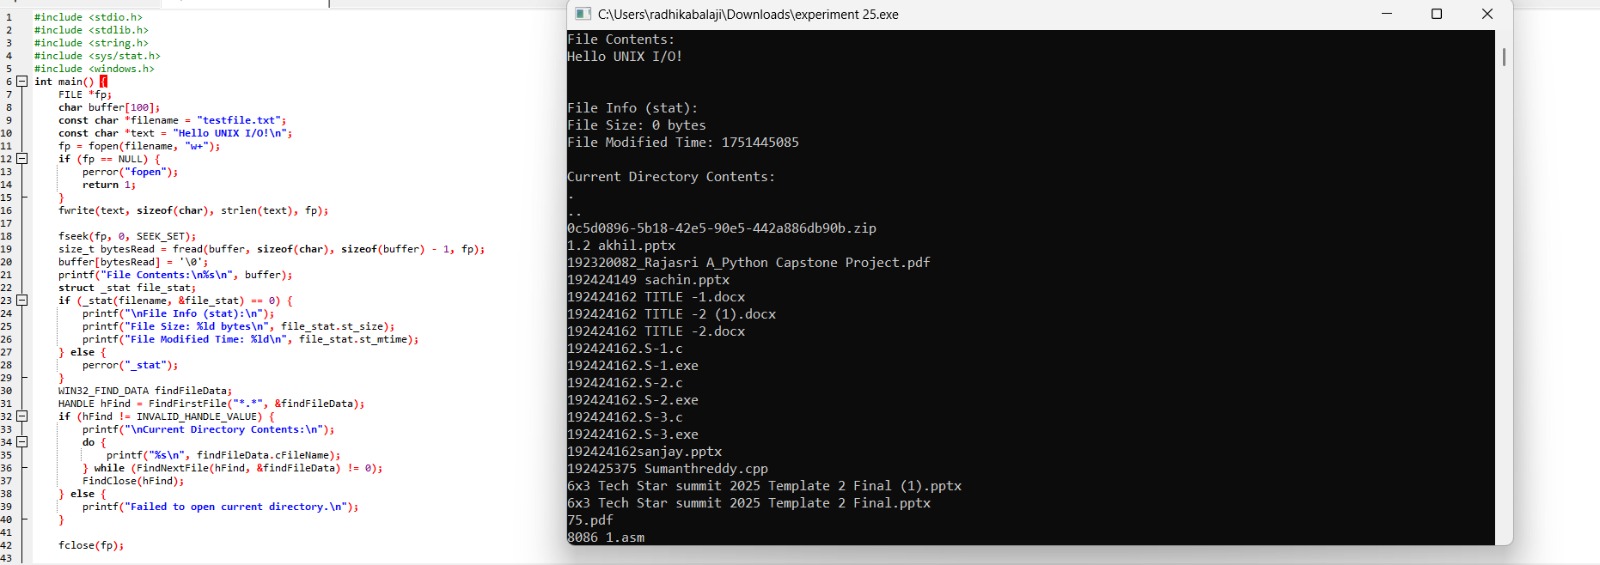 1 #include <stdio.h>
2 #include <stdlib.h>
3 #include <string.h>
4 #include <sys/stat.h>
5 #include <windows.h>
6 int main() {
7 FILE *fp;
8 char buffer[100];
9 const char *filename = "testfile.txt";
10 const char *text = "Hello UNIX I/O!\n";
11 fp = fopen(filename, "w+");
12 if (fp == NULL) {
13 perror("fopen");
14 return 1;
15 }
16 fwrite(text, sizeof(char), strlen(text), fp);
17
18 fseek(fp, 0, SEEK_SET);
19 size_t bytesRead = fread(buffer, sizeof(char), sizeof(buffer) - 1, fp);
20 buffer[bytesRead] = '\0';
21 printf("File Contents:\n%s\n", buffer);
22 struct _stat file_stat;
23 if (_stat(filename, &file_stat) == 0) {
24 printf("\nFile Info (stat):\n");
25 printf("File Size: %ld bytes\n", file_stat.st_size);
26 printf("File Modified Time: %ld\n", file_stat.st_mtime);
27 } else {
28 perror("_stat");
29 }
30 WIN32_FIND_DATA findFileData;
31 HANDLE hFind = FindFirstFile("*.*", &findFileData);
32 if (hFind != INVALID_HANDLE_VALUE) {
33 printf("\nCurrent Directory Contents:\n");
34 do {
35 printf("%s\n", findFileData.cFileName);
36 } while (FindNextFile(hFind, &findFileData) != 0);
37 FindClose(hFind);
38 } else {
39 printf("Failed to open current directory.\n");
40 }
41
42 fclose(fp);
43
C:\Users\radhikabalaji\Downloads\experiment 25.exe
File Contents:
Hello UNIX I/O!
File Info (stat):
File Size: 0 bytes
File Modified Time: 1751445085
Current Directory Contents:
.
..
0c5d0896-5b18-42e5-90e5-442a886db90b.zip
1.2 akhil.pptx
192320082_Rajasri A_Python Capstone Project.pdf
192424149 sachin.pptx
192424162 TITLE -1.docx
192424162 TITLE -2 (1).docx
192424162 TITLE -2.docx
192424162.S-1.c
192424162.S-1.exe
192424162.S-2.c
192424162.S-2.exe
192424162.S-3.c
192424162.S-3.exe
192424162sanjay.pptx
192425375 Sumanthreddy.cpp
6x3 Tech Star summit 2025 Template 2 Final (1).pptx
6x3 Tech Star summit 2025 Template 2 Final.pptx
75.pdf
8086 1.asm